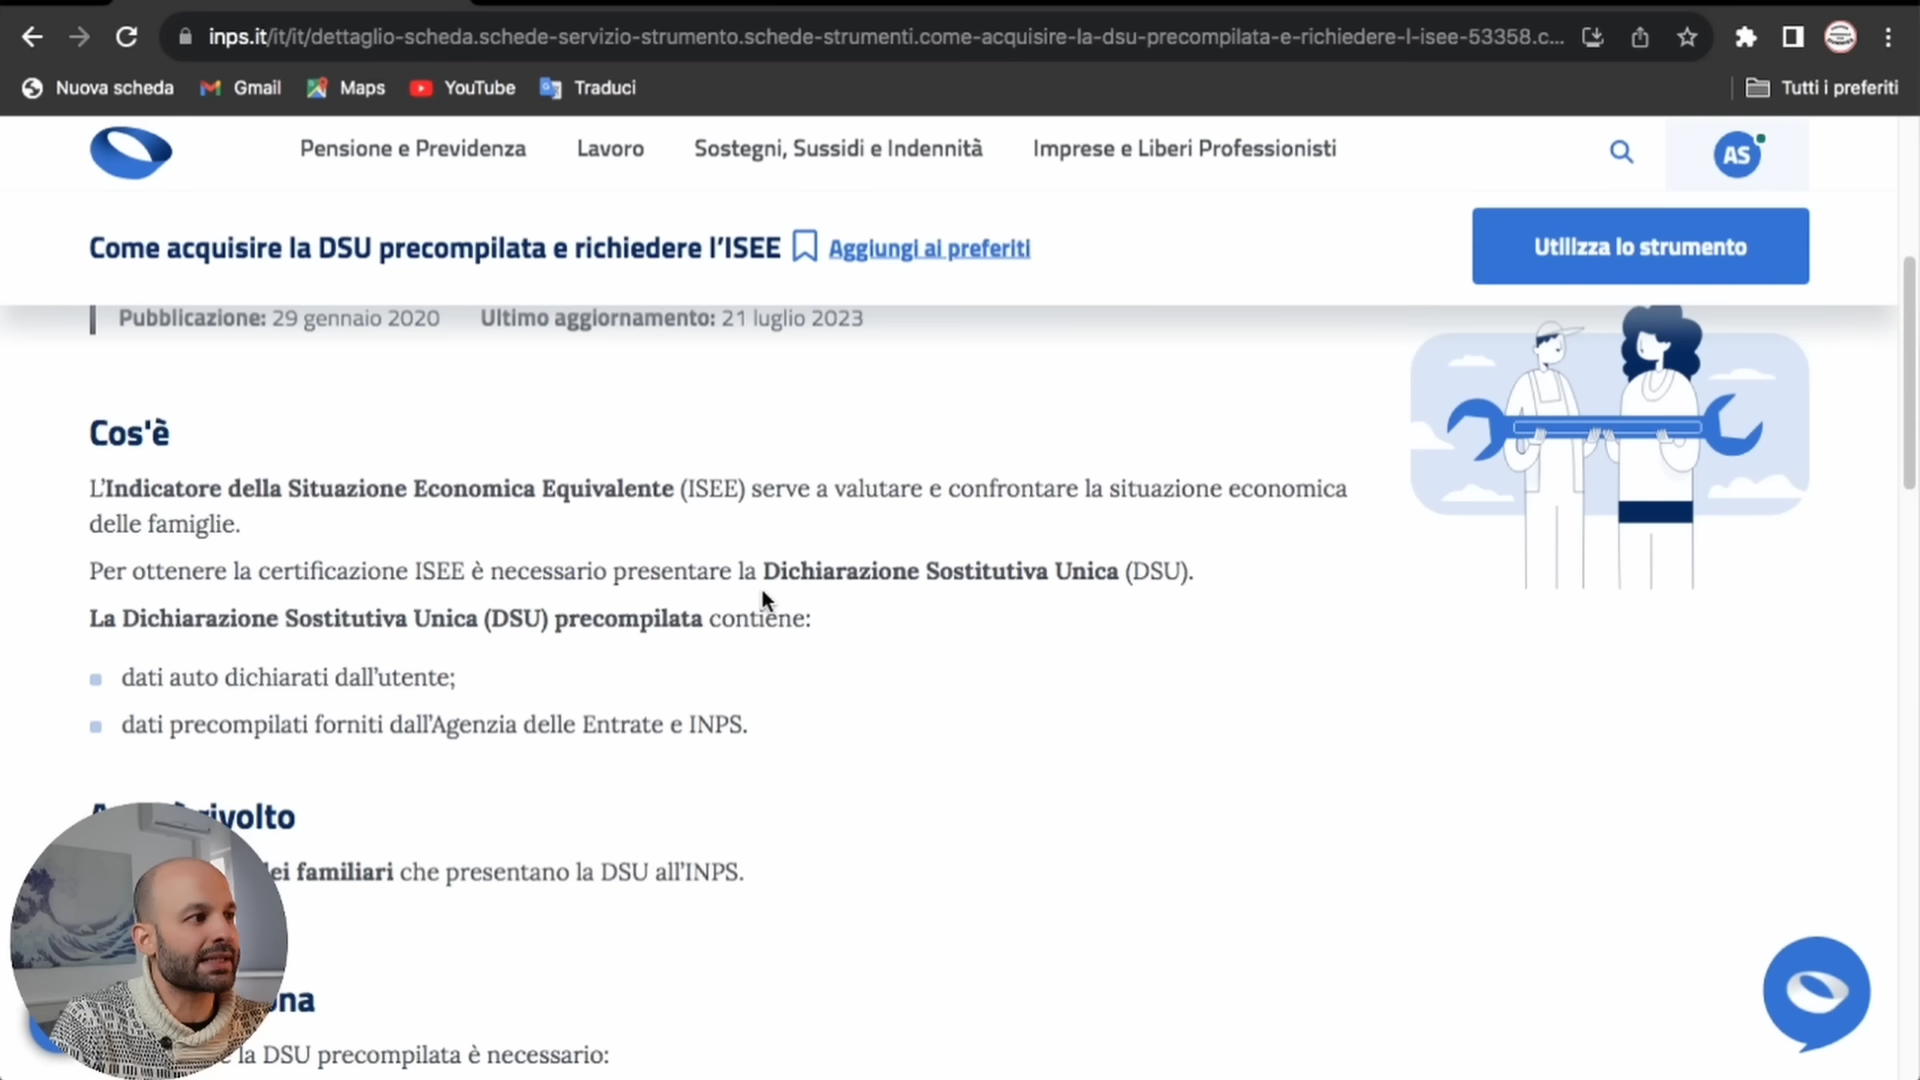 inps.it/it/it/dettaglio-scheda.schede-servizio-strumento.schede-strumenti.come-acquisire-la-dsu-precompilata-e-richiedere-l-isee-53358.c...
Nuova scheda Gmail Maps YouTube Traduci Tutti i preferiti
Pensione e Previdenza Lavoro Sostegni, Sussidi e Indennità Imprese e Liberi Professionisti AS
Come acquisire la DSU precompilata e richiedere l'ISEE Aggiungi ai preferiti Utilizza lo strumento
Pubblicazione: 29 gennaio 2020 Ultimo aggiornamento: 21 luglio 2023
Cos'è
L'Indicatore della Situazione Economica Equivalente (ISEE) serve a valutare e confrontare la situazione economica
delle famiglie.
Per ottenere la certificazione ISEE è necessario presentare la Dichiarazione Sostitutiva Unica (DSU).
La Dichiarazione Sostitutiva Unica (DSU) precompilata contiene:
dati auto dichiarati dall'utente;
dati precompilati forniti dall'Agenzia delle Entrate e INPS.
rivolto
dei familiari che presentano la DSU all'INPS.
la DSU precompilata è necessario: